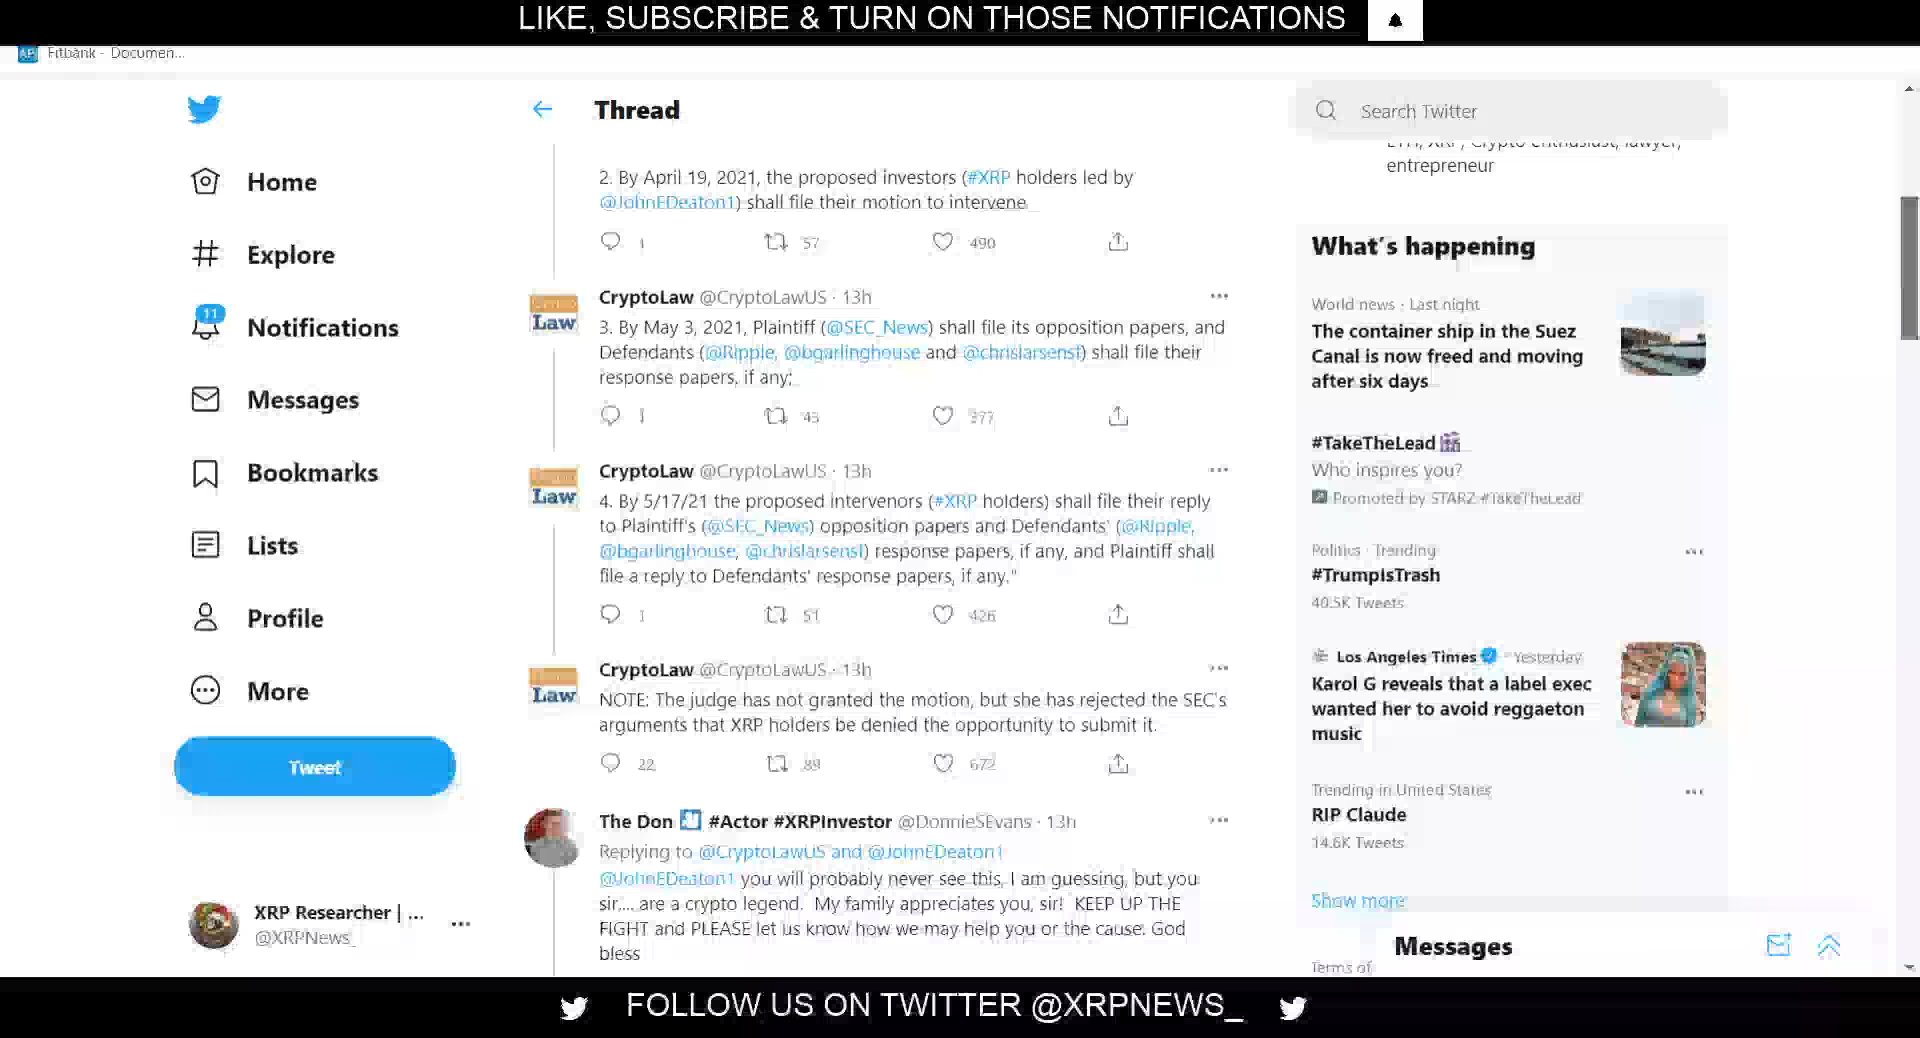 LIKE, SUBSCRIBE & TURN ON THOSE NOTIFICATIONS
Fitbank - Documen...
Thread
Search Twitter
Home
Explore
11
Notifications
Messages
Bookmarks
Lists
Profile
More
Tweet
XRP Researcher | ...
@XRPNews_
2. By April 19, 2021, the proposed investors (#XRP holders led by
@JohnEDeaton1) shall file their motion to intervene
1 57 490
CryptoLaw @CryptoLawUS · 13h
Law
3. By May 3, 2021, Plaintiff (@SEC_News) shall file its opposition papers, and
Defendants (@Ripple, @bgarlinghouse and @chrislarsensf) shall file their
response papers, if any;
1 43 377
CryptoLaw @CryptoLawUS · 13h
Law
4. By 5/17/21 the proposed intervenors (#XRP holders) shall file their reply
to Plaintiff's (@SEC_News) opposition papers and Defendants' (@Ripple,
@bgarlinghouse, @chrislarsensf) response papers, if any, and Plaintiff shall
file a reply to Defendants' response papers, if any."
1 51 426
CryptoLaw @CryptoLawUS · 13h
Law
NOTE: The judge has not granted the motion, but she has rejected the SEC's
arguments that XRP holders be denied the opportunity to submit it.
22 89 672
The Don #Actor #XRPInvestor @DonnieSEvans · 13h
Replying to @CryptoLawUS and @JohnEDeaton1
@JohnEDeaton1 you will probably never see this, I am guessing, but you
sir.... are a crypto legend. My family appreciates you, sir! KEEP UP THE
FIGHT and PLEASE let us know how we may help you or the cause. God
bless
ETH, XRP, Crypto enthusiast, lawyer,
entrepreneur
What's happening
World news · Last night
The container ship in the Suez
Canal is now freed and moving
after six days
#TakeTheLead
Who inspires you?
Promoted by STARZ #TakeTheLead
Politics · Trending
#TrumpIsTrash
40.5K Tweets
Los Angeles Times · Yesterday
Karol G reveals that a label exec
wanted her to avoid reggaeton
music
Trending in United States
RIP Claude
14.6K Tweets
Show more
Terms of
Messages
FOLLOW US ON TWITTER @XRPNEWS_